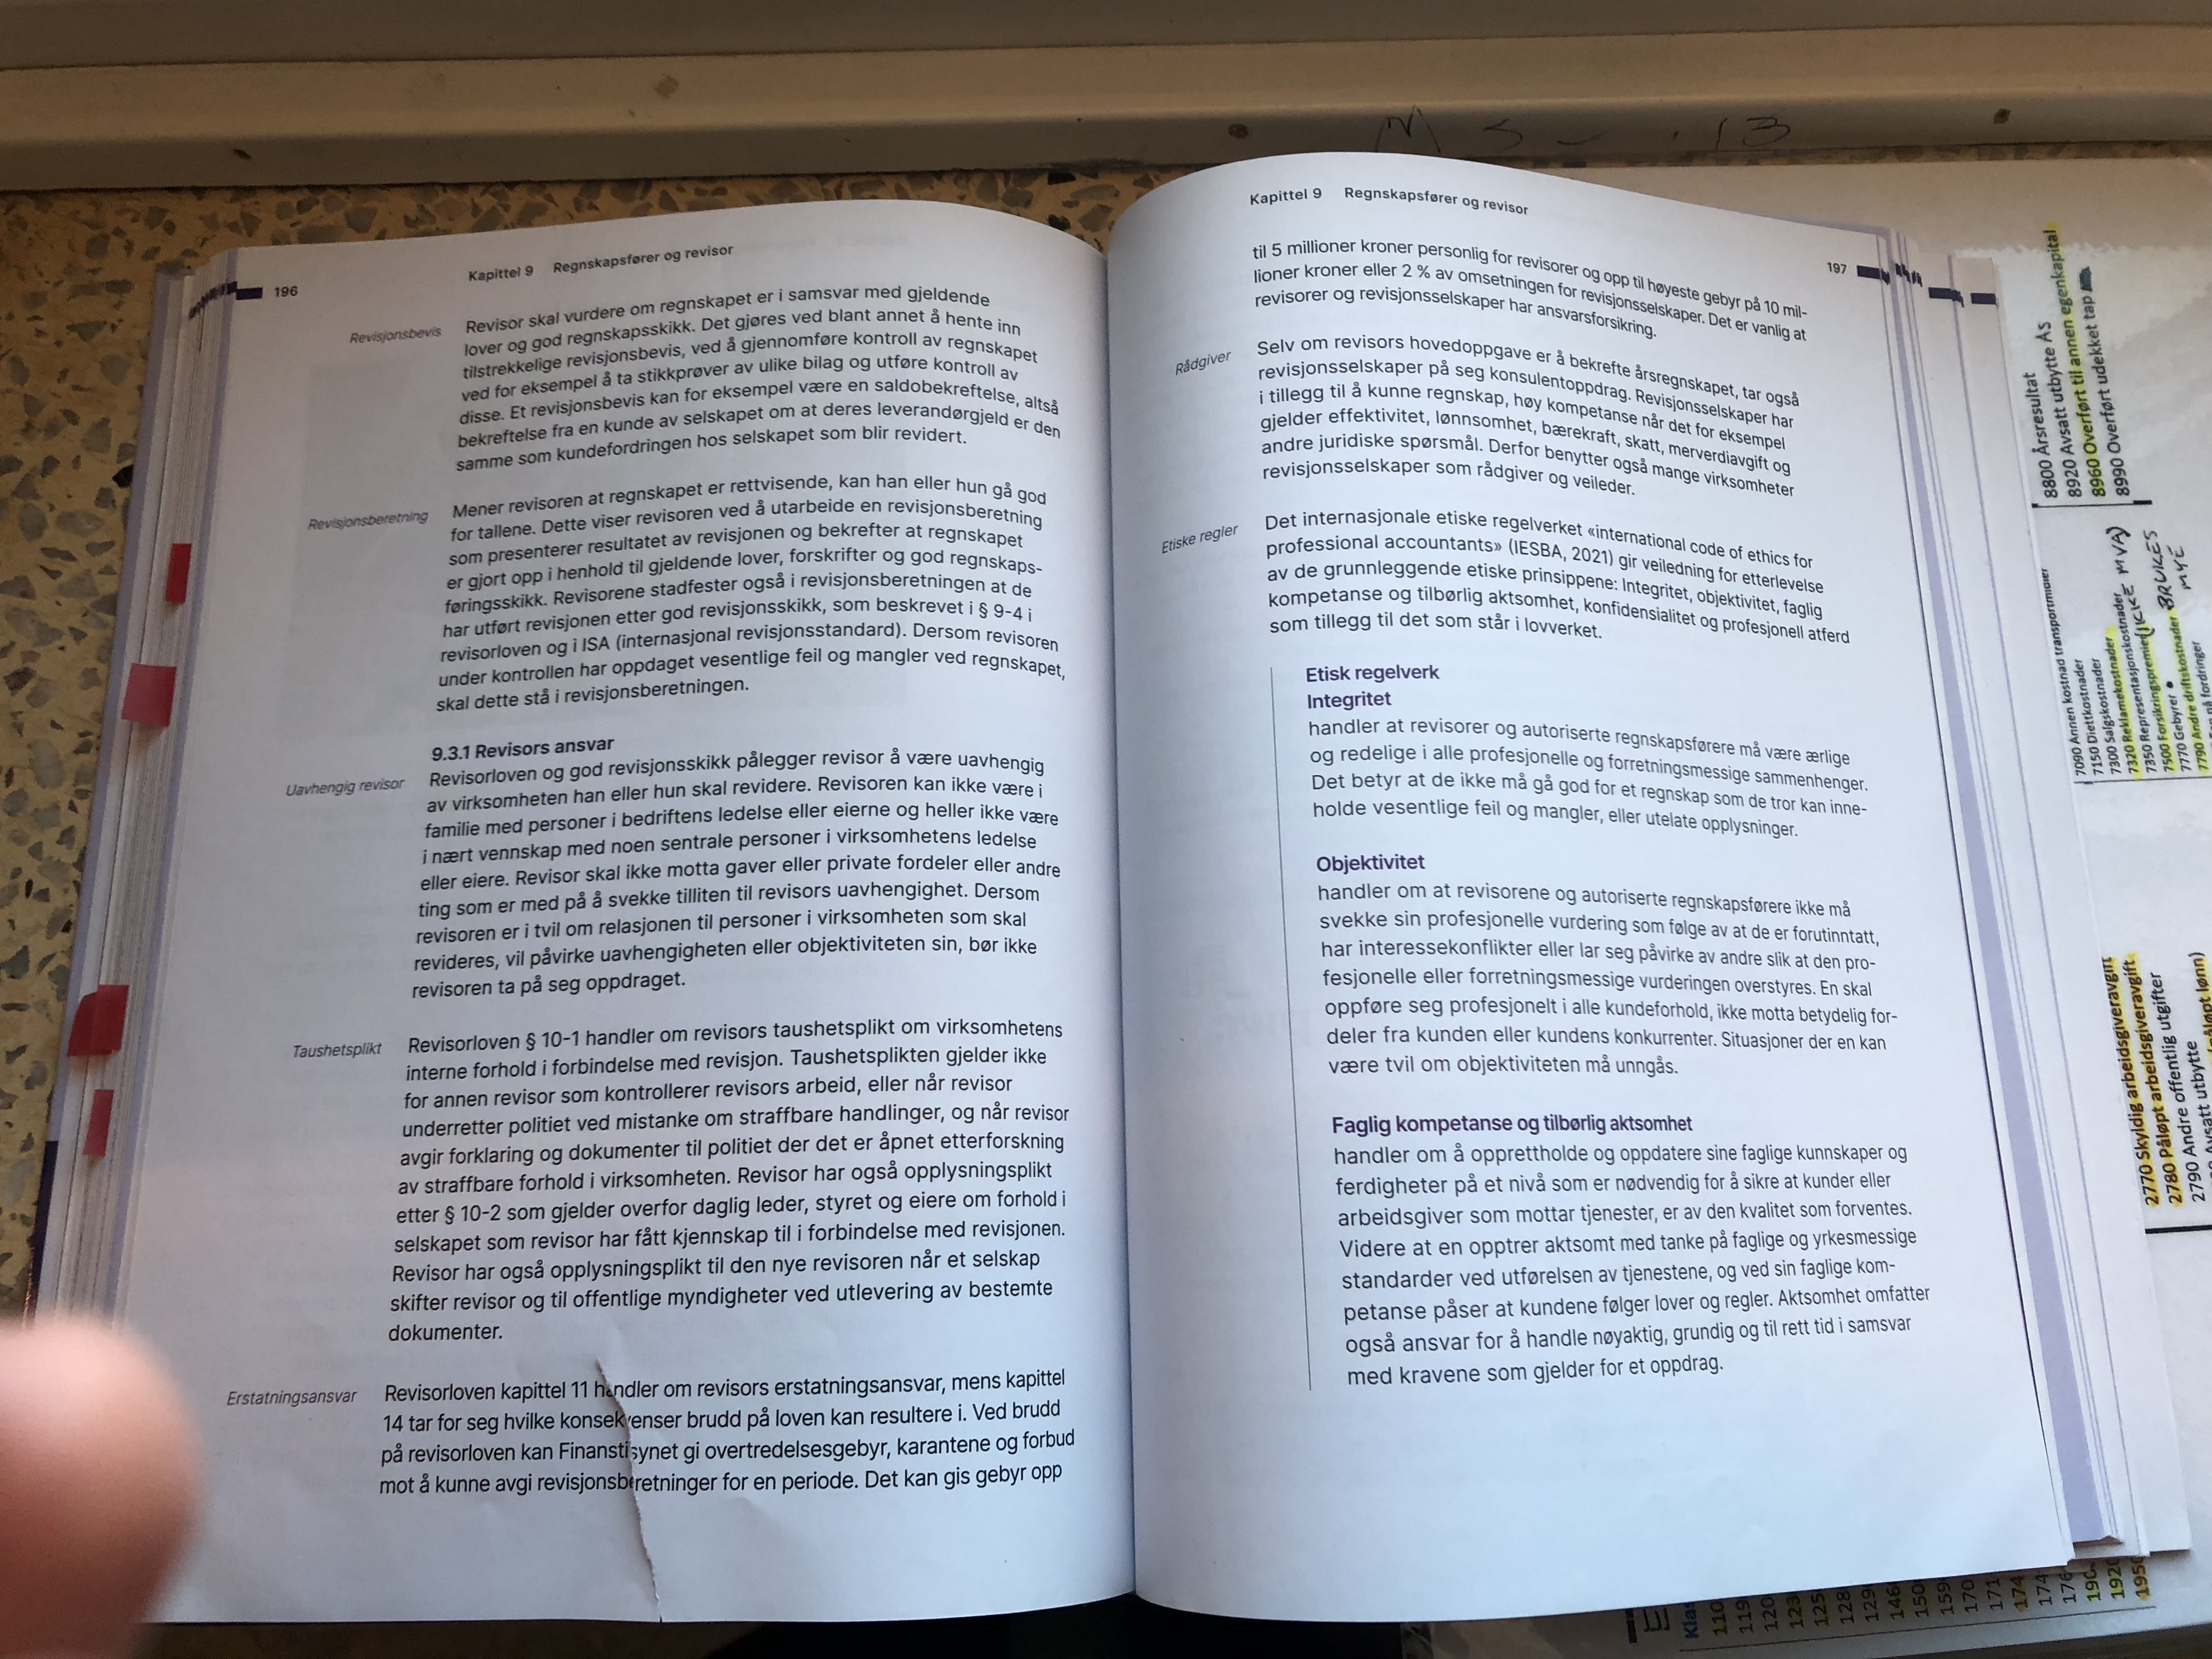 196
Kapittel 9 Regnskapsfører og revisor
Revisjonsbevis
Revisor skal vurdere om regnskapet er i samsvar med gjeldende
lover og god regnskapsskikk. Det gjøres ved blant annet å hente inn
tilstrekkelige revisjonsbevis, ved å gjennomføre kontroll av regnskapet
ved for eksempel å ta stikkprøver av ulike bilag og utføre kontroll av
disse. Et revisjonsbevis kan for eksempel være en saldobekreftelse, altså
bekreftelse fra en kunde av selskapet om at deres leverandørgjeld er den
samme som kundefordringen hos selskapet som blir revidert.
Revisjonsberetning
Mener revisoren at regnskapet er rettvisende, kan han eller hun gå god
for tallene. Dette viser revisoren ved å utarbeide en revisjonsberetning
som presenterer resultatet av revisjonen og bekrefter at regnskapet
er gjort opp i henhold til gjeldende lover, forskrifter og god regnskaps-
føringsskikk. Revisorene stadfester også i revisjonsberetningen at de
har utført revisjonen etter god revisjonsskikk, som beskrevet i § 9-4 i
revisorloven og i ISA (internasjonal revisjonsstandard). Dersom revisoren
under kontrollen har oppdaget vesentlige feil og mangler ved regnskapet,
skal dette stå i revisjonsberetningen.
9.3.1 Revisors ansvar
Uavhengig revisor
Revisorloven og god revisjonsskikk pålegger revisor å være uavhengig
av virksomheten han eller hun skal revidere. Revisoren kan ikke være i
familie med personer i bedriftens ledelse eller eierne og heller ikke være
i nært vennskap med noen sentrale personer i virksomhetens ledelse
eller eiere. Revisor skal ikke motta gaver eller private fordeler eller andre
ting som er med på å svekke tilliten til revisors uavhengighet. Dersom
revisoren er i tvil om relasjonen til personer i virksomheten som skal
revideres, vil påvirke uavhengigheten eller objektiviteten sin, bør ikke
revisoren ta på seg oppdraget.
Taushetsplikt
Revisorloven § 10-1 handler om revisors taushetsplikt om virksomhetens
interne forhold i forbindelse med revisjon. Taushetsplikten gjelder ikke
for annen revisor som kontrollerer revisors arbeid, eller når revisor
underretter politiet ved mistanke om straffbare handlinger, og når revisor
avgir forklaring og dokumenter til politiet der det er åpnet etterforskning
av straffbare forhold i virksomheten. Revisor har også opplysningsplikt
etter § 10-2 som gjelder overfor daglig leder, styret og eiere om forhold i
selskapet som revisor har fått kjennskap til i forbindelse med revisjonen.
Revisor har også opplysningsplikt til den nye revisoren når et selskap
skifter revisor og til offentlige myndigheter ved utlevering av bestemte
dokumenter.
Erstatningsansvar
Revisorloven kapittel 11 handler om revisors erstatningsansvar, mens kapittel
14 tar for seg hvilke konsekvenser brudd på loven kan resultere i. Ved brudd
på revisorloven kan Finanstilsynet gi overtredelsesgebyr, karantene og forbud
mot å kunne avgi revisjonsberetninger for en periode. Det kan gis gebyr opp
Kapittel 9 Regnskapsfører og revisor
197
til 5 millioner kroner personlig for revisorer og opp til høyeste gebyr på 10 mil-
lioner kroner eller 2 % av omsetningen for revisjonsselskaper. Det er vanlig at
revisorer og revisjonsselskaper har ansvarsforsikring.
Rådgiver
Selv om revisors hovedoppgave er å bekrefte årsregnskapet, tar også
revisjonsselskaper på seg konsulentoppdrag. Revisjonsselskaper har
i tillegg til å kunne regnskap, høy kompetanse når det for eksempel
gjelder effektivitet, lønnsomhet, bærekraft, skatt, merverdiavgift og
andre juridiske spørsmål. Derfor benytter også mange virksomheter
revisjonsselskaper som rådgiver og veileder.
Etiske regler
Det internasjonale etiske regelverket «international code of ethics for
professional accountants» (IESBA, 2021) gir veiledning for etterlevelse
av de grunnleggende etiske prinsippene: Integritet, objektivitet, faglig
kompetanse og tilbørlig aktsomhet, konfidensialitet og profesjonell atferd
som tillegg til det som står i lovverket.
Etisk regelverk
Integritet
handler at revisorer og autoriserte regnskapsførere må være ærlige
og redelige i alle profesjonelle og forretningsmessige sammenhenger.
Det betyr at de ikke må gå god for et regnskap som de tror kan inne-
holde vesentlige feil og mangler, eller utelate opplysninger.
Objektivitet
handler om at revisorene og autoriserte regnskapsførere ikke må
svekke sin profesjonelle vurdering som følge av at de er forutinntatt,
har interessekonflikter eller lar seg påvirke av andre slik at den pro-
fesjonelle eller forretningsmessige vurderingen overstyres. En skal
oppføre seg profesjonelt i alle kundeforhold, ikke motta betydelig for-
deler fra kunden eller kundens konkurrenter. Situasjoner der en kan
være tvil om objektiviteten må unngås.
Faglig kompetanse og tilbørlig aktsomhet
handler om å opprettholde og oppdatere sine faglige kunnskaper og
ferdigheter på et nivå som er nødvendig for å sikre at kunder eller
arbeidsgiver som mottar tjenester, er av den kvalitet som forventes.
Videre at en opptrer aktsomt med tanke på faglige og yrkesmessige
standarder ved utførelsen av tjenestene, og ved sin faglige kom-
petanse påser at kundene følger lover og regler. Aktsomhet omfatter
også ansvar for å handle nøyaktig, grundig og til rett tid i samsvar
med kravene som gjelder for et oppdrag.
8800 Årsresultat
8920 Avsatt utbytte AS
8960 Overført til annen egenkapital
8990 Overført udekket tap
7090 Annen kostnad transportmidler
7150 Diettkostnader
7300 Salgskostnader
7320 Reklamekostnader
7350 Representasjonskostnader (IKKE MVA)
7500 Forsikringspremie
7770 Gebyrer
7790 Andre driftskostnader BRUKES MYE
2770 Skyldig arbeidsgiveravgift
2780 Påløpt arbeidsgiveravgift
2790 Andre offentlig utgifter